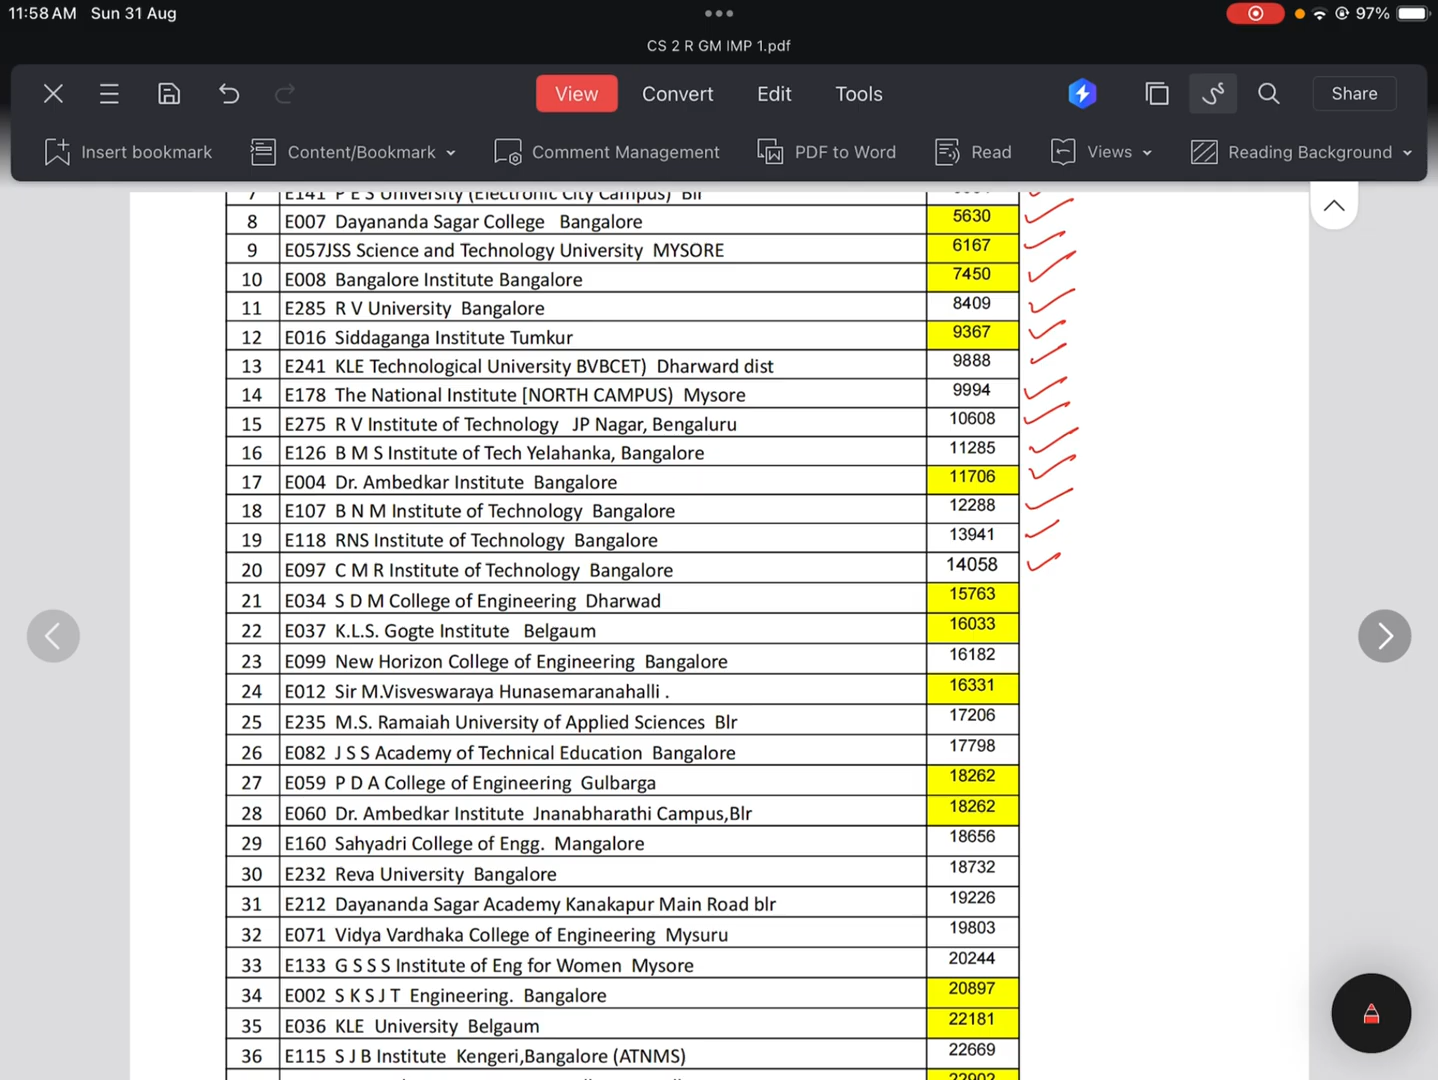 11:58 AM Sun 31 Aug
97%
CS 2 R GM IMP 1.pdf
View Convert Edit Tools Share
Insert bookmark Content/Bookmark Comment Management PDF to Word Read Views Reading Background
7 E141 P E S University (Electronic City Campus) Blr
8 E007 Dayananda Sagar College Bangalore 5630
9 E057JSS Science and Technology University MYSORE 6167
10 E008 Bangalore Institute Bangalore 7450
11 E285 R V University Bangalore 8409
12 E016 Siddaganga Institute Tumkur 9367
13 E241 KLE Technological University BVBCET) Dharward dist 9888
14 E178 The National Institute [NORTH CAMPUS) Mysore 9994
15 E275 R V Institute of Technology JP Nagar, Bengaluru 10608
16 E126 B M S Institute of Tech Yelahanka, Bangalore 11285
17 E004 Dr. Ambedkar Institute Bangalore 11706
18 E107 B N M Institute of Technology Bangalore 12288
19 E118 RNS Institute of Technology Bangalore 13941
20 E097 C M R Institute of Technology Bangalore 14058
21 E034 S D M College of Engineering Dharwad 15763
22 E037 K.L.S. Gogte Institute Belgaum 16033
23 E099 New Horizon College of Engineering Bangalore 16182
24 E012 Sir M.Visveswaraya Hunasemaranahalli . 16331
25 E235 M.S. Ramaiah University of Applied Sciences Blr 17206
26 E082 J S S Academy of Technical Education Bangalore 17798
27 E059 P D A College of Engineering Gulbarga 18262
28 E060 Dr. Ambedkar Institute Jnanabharathi Campus,Blr 18262
29 E160 Sahyadri College of Engg. Mangalore 18656
30 E232 Reva University Bangalore 18732
31 E212 Dayananda Sagar Academy Kanakapur Main Road blr 19226
32 E071 Vidya Vardhaka College of Engineering Mysuru 19803
33 E133 G S S S Institute of Eng for Women Mysore 20244
34 E002 S K S J T Engineering. Bangalore 20897
35 E036 KLE University Belgaum 22181
36 E115 S J B Institute Kengeri,Bangalore (ATNMS) 22669
22902